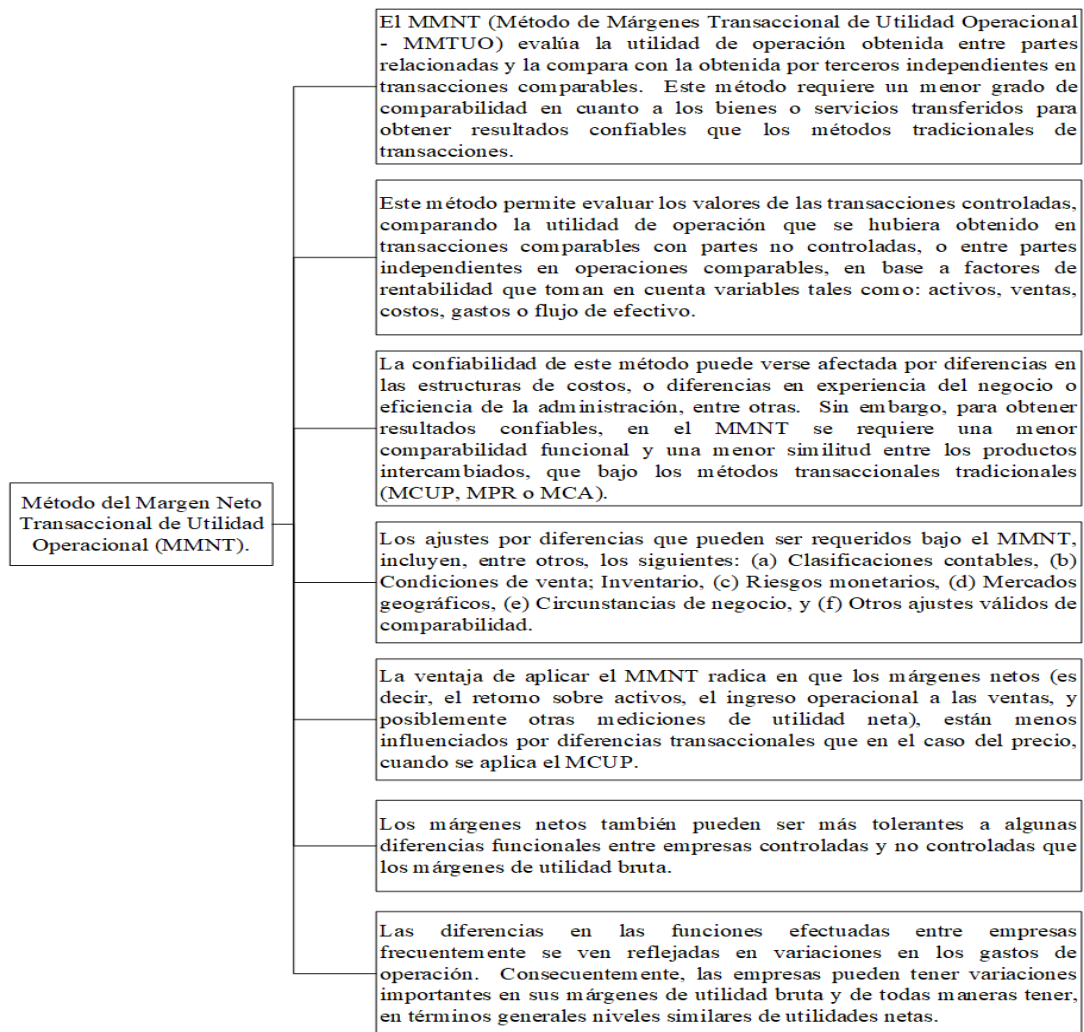 El MMNT (Método de Márgenes Transaccional de Utilidad Operacional
- MMTUO) evalúa la utilidad de operación obtenida entre partes
relacionadas y la compara con la obtenida por terceros independientes en
transacciones comparables. Este método requiere un menor grado de
comparabilidad en cuanto a los bienes o servicios transferidos para
obtener resultados confiables que los métodos tradicionales de
transacciones.
Este método permite evaluar los valores de las transacciones controladas,
comparando la utilidad de operación que se hubiera obtenido en
transacciones comparables con partes no controladas, o entre partes
independientes en operaciones comparables, en base a factores de
rentabilidad que toman en cuenta variables tales como: activos, ventas,
costos, gastos o flujo de efectivo.
La confiabilidad de este método puede verse afectada por diferencias en
las estructuras de costos, o diferencias en experiencia del negocio o
eficiencia de la administración, entre otras. Sin embargo, para obtener
resultados confiables, en el MMNT se requiere una menor
comparabilidad funcional y una menor similitud entre los productos
intercambiados, que bajo los métodos transaccionales tradicionales
(MCUP, MPR o MCA).
Método del Margen Neto
Transaccional de Utilidad
Operacional (MMNT).
Los ajustes por diferencias que pueden ser requeridos bajo el MMNT,
incluyen, entre otros, los siguientes: (a) Clasificaciones contables, (b)
Condiciones de venta; Inventario, (c) Riesgos monetarios, (d) Mercados
geográficos, (e) Circunstancias de negocio, y (f) Otros ajustes válidos de
comparabilidad.
La ventaja de aplicar el MMNT radica en que los márgenes netos (es
decir, el retorno sobre activos, el ingreso operacional a las ventas, y
posiblemente otras mediciones de utilidad neta), están menos
influenciados por diferencias transaccionales que en el caso del precio,
cuando se aplica el MCUP.
Los márgenes netos también pueden ser más tolerantes a algunas
diferencias funcionales entre empresas controladas y no controladas que
los márgenes de utilidad bruta.
Las diferencias en las funciones efectuadas entre empresas
frecuentemente se ven reflejadas en variaciones en los gastos de
operación. Consecuentemente, las empresas pueden tener variaciones
importantes en sus márgenes de utilidad bruta y de todas maneras tener,
en términos generales niveles similares de utilidades netas.